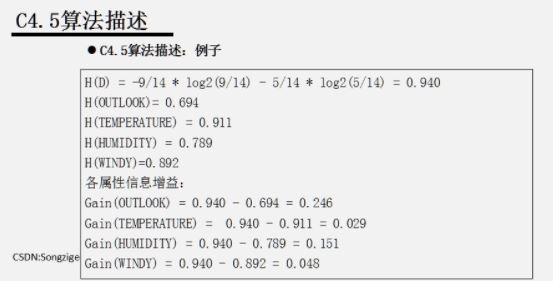 C4.5算法描述
● C4.5算法描述：例子
H(D) = -9/14 * log2(9/14) - 5/14 * log2(5/14) = 0.940
H(OUTLOOK)= 0.694
H(TEMPERATURE) = 0.911
H(HUMIDITY) = 0.789
H(WINDY)=0.892
各属性信息增益：
Gain(OUTLOOK) = 0.940 - 0.694 = 0.246
Gain(TEMPERATURE) = 0.940 - 0.911 = 0.029
Gain(HUMIDITY) = 0.940 - 0.789 = 0.151
Gain(WINDY) = 0.940 - 0.892 = 0.048
CSDN:Songzige